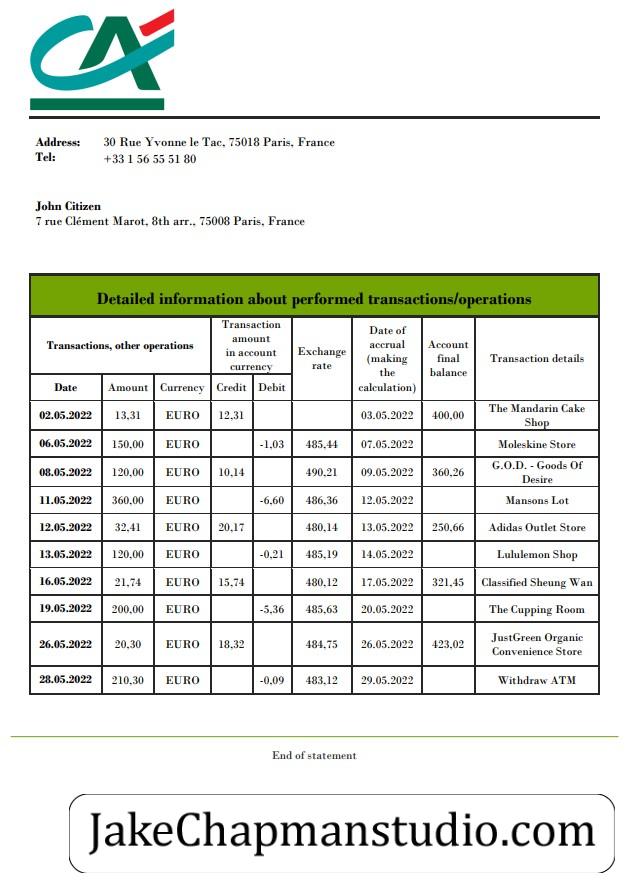 CA
Address: 30 Rue Yvonne le Tac, 75018 Paris, France
Tel: +33 1 56 55 51 80
John Citizen
7 rue Clément Marot, 8th arr., 75008 Paris, France
Detailed information about performed transactions/operations
Transactions, other operations
Transaction
amount
in account
currency
Exchange
rate
Date of
accrual
(making
the
calculation)
Account
final
balance
Transaction details
Date Amount Currency Credit Debit
02.05.2022 13,31 EURO 12,31 03.05.2022 400,00 The Mandarin Cake
Shop
06.05.2022 150,00 EURO -1,03 485,44 07.05.2022 Moleskine Store
08.05.2022 120,00 EURO 10,14 490,21 09.05.2022 360,26 G.O.D. - Goods Of
Desire
11.05.2022 360,00 EURO -6,60 486,36 12.05.2022 Mansons Lot
12.05.2022 32,41 EURO 20,17 480,14 13.05.2022 250,66 Adidas Outlet Store
13.05.2022 120,00 EURO -0,21 485,19 14.05.2022 Lululemon Shop
16.05.2022 21,74 EURO 15,74 480,12 17.05.2022 321,45 Classified Sheung Wan
19.05.2022 200,00 EURO -5,36 485,63 20.05.2022 The Cupping Room
26.05.2022 20,30 EURO 18,32 484,75 26.05.2022 423,02 JustGreen Organic
Convenience Store
28.05.2022 210,30 EURO -0,09 483,12 29.05.2022 Withdraw ATM
End of statement
JakeChapmanstudio.com